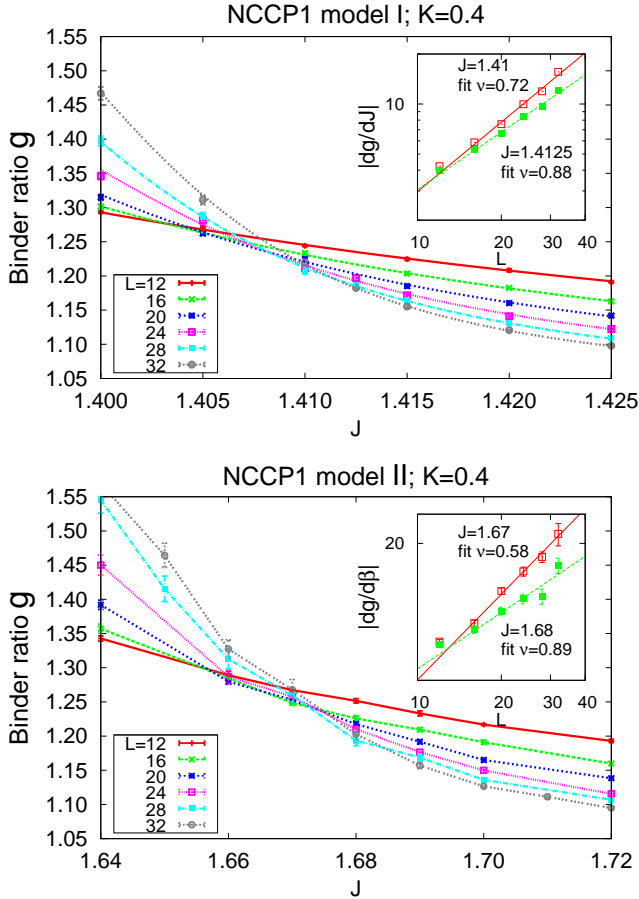 NCCP1 model I; K=0.4
1.55
1.50
1.45
1.40
1.35
1.30
1.25
1.20
1.15
1.10
1.05
Binder ratio g
J=1.41
fit ν=0.72
10
|dg/dJ|
J=1.4125
fit ν=0.88
10 20 30 40
L
L=12
16
20
24
28
32
1.400 1.405 1.410 1.415 1.420 1.425
J
NCCP1 model II; K=0.4
1.55
1.50
1.45
1.40
1.35
1.30
1.25
1.20
1.15
1.10
1.05
Binder ratio g
J=1.67
fit ν=0.58
20
|dg/dβ|
J=1.68
fit ν=0.89
10 20 30 40
L
L=12
16
20
24
28
32
1.64 1.66 1.68 1.70 1.72
J